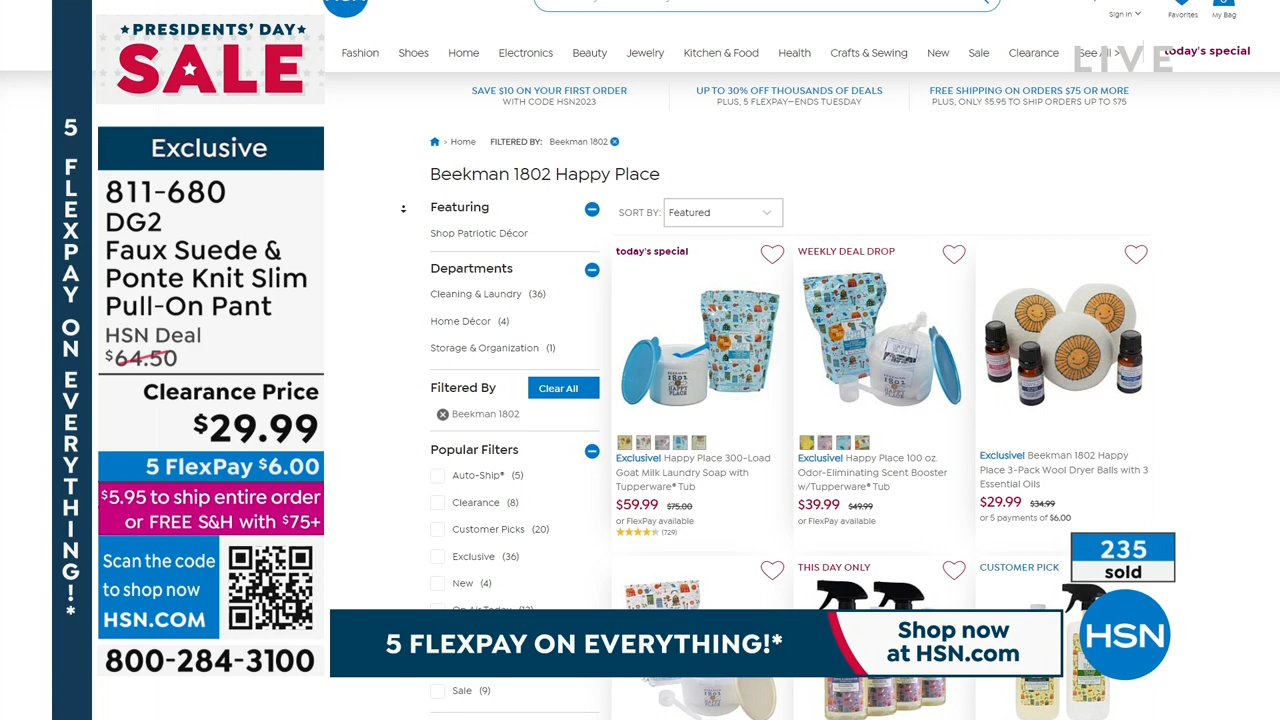 ★PRESIDENTS' DAY★
SALE
5 FLEXPAY ON EVERYTHING!*
Exclusive
811-680
DG2
Faux Suede &
Ponte Knit Slim
Pull-On Pant
HSN Deal
$64.50
Clearance Price
$29.99
5 FlexPay $6.00
$5.95 to ship entire order
or FREE S&H with $75+
Scan the code
to shop now
HSN.COM
800-284-3100
HSN
Sign In
Favorites
My Bag
Fashion Shoes Home Electronics Beauty Jewelry Kitchen & Food Health Crafts & Sewing New Sale Clearance See All > today's special
LIVE
SAVE $10 ON YOUR FIRST ORDER
WITH CODE HSN2023
UP TO 30% OFF THOUSANDS OF DEALS
PLUS, 5 FLEXPAY—ENDS TUESDAY
FREE SHIPPING ON ORDERS $75 OR MORE
PLUS, ONLY $5.95 TO SHIP ORDERS UP TO $75
> Home FILTERED BY: Beekman 1802
Beekman 1802 Happy Place
Featuring
Shop Patriotic Décor
Departments
Cleaning & Laundry (36)
Home Décor (4)
Storage & Organization (1)
Filtered By
Clear All
Beekman 1802
Popular Filters
Auto-Ship® (5)
Clearance (8)
Customer Picks (20)
Exclusive (36)
New (4)
On Air Today
Sale (9)
SORT BY: Featured
today's special
Exclusive! Happy Place 300-Load
Goat Milk Laundry Soap with
Tupperware® Tub
$59.99 $75.00
or FlexPay available
(729)
WEEKLY DEAL DROP
Exclusive! Happy Place 100 oz.
Odor-Eliminating Scent Booster
w/Tupperware® Tub
$39.99 $49.99
or FlexPay available
Exclusive! Beekman 1802 Happy
Place 3-Pack Wool Dryer Balls with 3
Essential Oils
$29.99 $34.99
or 5 payments of $6.00
THIS DAY ONLY
CUSTOMER PICK
235
sold
5 FLEXPAY ON EVERYTHING!*
Shop now
at HSN.com
HSN